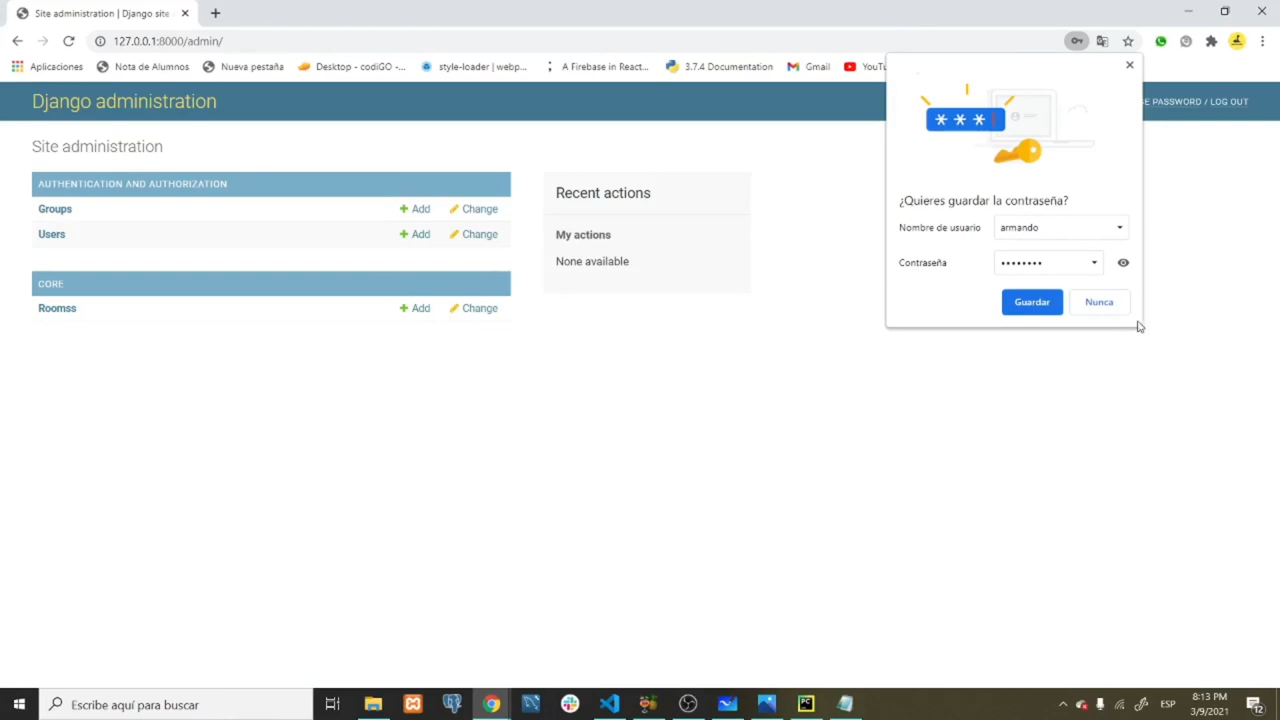 Site administration | Django site
127.0.0.1:8000/admin/
Aplicaciones Nota de Alumnos Nueva pestaña Desktop - codiGO -... style-loader | webp... A Firebase in React... 3.7.4 Documentation Gmail
Django administration
PASSWORD / LOG OUT
Site administration
AUTHENTICATION AND AUTHORIZATION
Groups Add Change
Users Add Change
CORE
Roomss Add Change
Recent actions
My actions
None available
* * *
¿Quieres guardar la contraseña?
Nombre de usuario armando
Contraseña ••••••••
Guardar Nunca
Escribe aquí para buscar
ESP
8:13 PM
3/9/2021
12